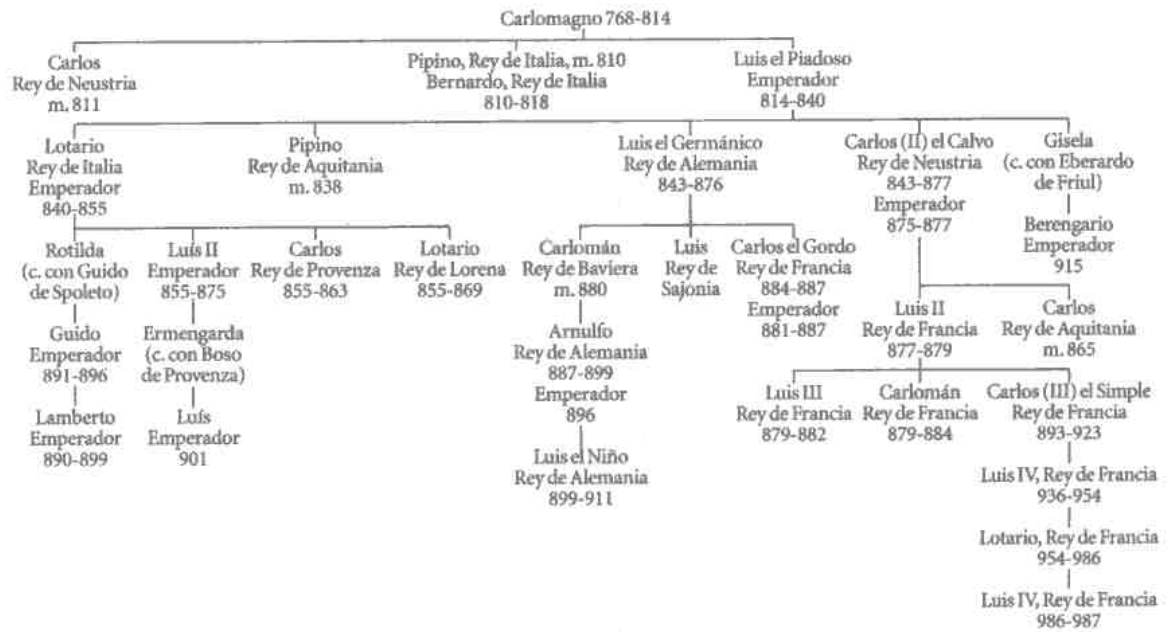 Carlomagno 768-814
Carlos
Rey de Neustria
m. 811
Pipino, Rey de Italia, m. 810
Bernardo, Rey de Italia
810-818
Luis el Piadoso
Emperador
814-840
Lotario
Rey de Italia
Emperador
840-855
Pipino
Rey de Aquitania
m. 838
Luis el Germánico
Rey de Alemania
843-876
Carlos (II) el Calvo
Rey de Neustria
843-877
Emperador
875-877
Gisela
(c. con Eberardo
de Friul)
Berengario
Emperador
915
Rotilda
(c. con Guido
de Spoleto)
Luis II
Emperador
855-875
Carlos
Rey de Provenza
855-863
Lotario
Rey de Lorena
855-869
Carlomán
Rey de Baviera
m. 880
Luis
Rey de
Sajonia
Carlos el Gordo
Rey de Francia
884-887
Emperador
881-887
Luis II
Rey de Francia
877-879
Carlos
Rey de Aquitania
m. 865
Guido
Emperador
891-896
Ermengarda
(c. con Boso
de Provenza)
Arnulfo
Rey de Alemania
887-899
Emperador
896
Luis III
Rey de Francia
879-882
Carlomán
Rey de Francia
879-884
Carlos (III) el Simple
Rey de Francia
893-923
Lamberto
Emperador
890-899
Luís
Emperador
901
Luis el Niño
Rey de Alemania
899-911
Luis IV, Rey de Francia
936-954
Lotario, Rey de Francia
954-986
Luis IV, Rey de Francia
986-987